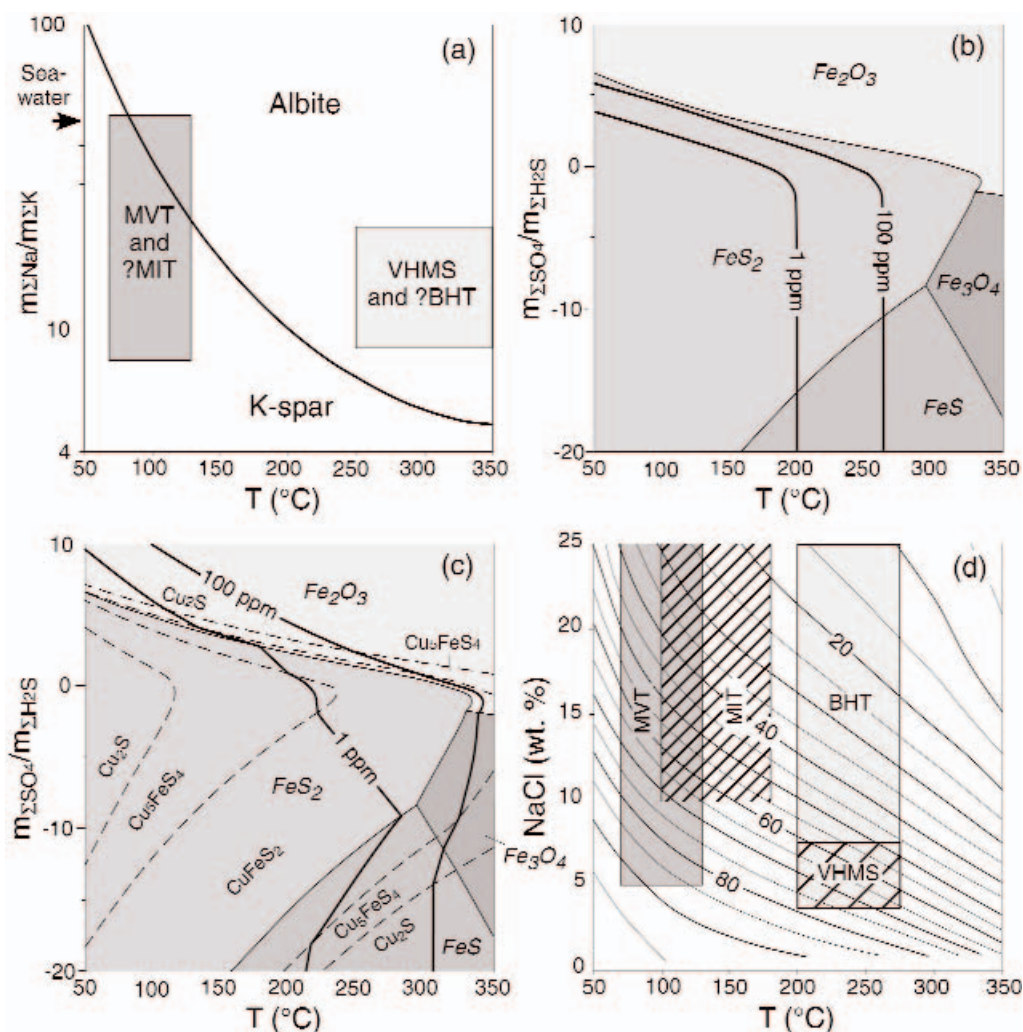 (a)
100
Sea-
water
Albite
MVT
and
?MIT
VHMS
and ?BHT
mΣNa/mΣK
10
K-spar
4
50
100
150
200
250
300
350
T (°C)
(b)
10
Fe2O3
0
mΣSO4/mΣH2S
FeS2
1 ppm
100 ppm
Fe3O4
-10
FeS
-20
50
100
150
200
250
300
350
T (°C)
(c)
10
100 ppm
Fe2O3
Cu2S
Cu5FeS4
0
mΣSO4/mΣH2S
Cu2S
Cu5FeS4
FeS2
1 ppm
-10
CuFeS2
Fe3O4
Cu5FeS4
Cu2S
FeS
-20
50
100
150
200
250
300
350
T (°C)
(d)
25
20
20
NaCl (wt. %)
15
MVT
MIT
BHT
40
10
60
VHMS
5
80
0
50
100
150
200
250
300
350
T (°C)